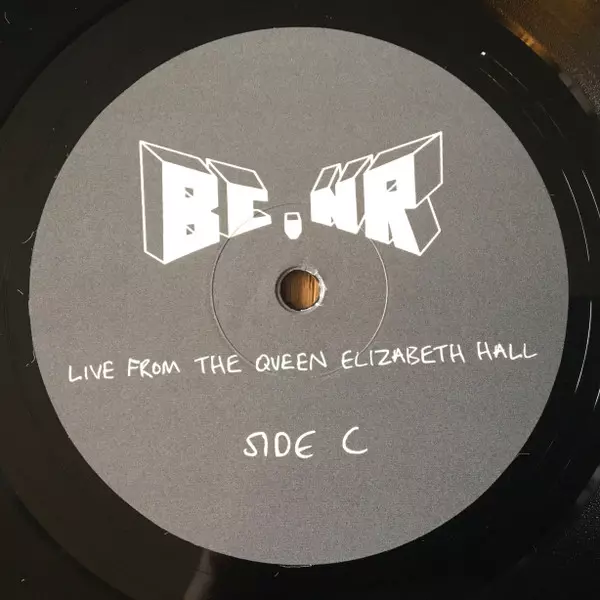 BC,NR
LIVE FROM THE QUEEN ELIZABETH HALL
SIDE C